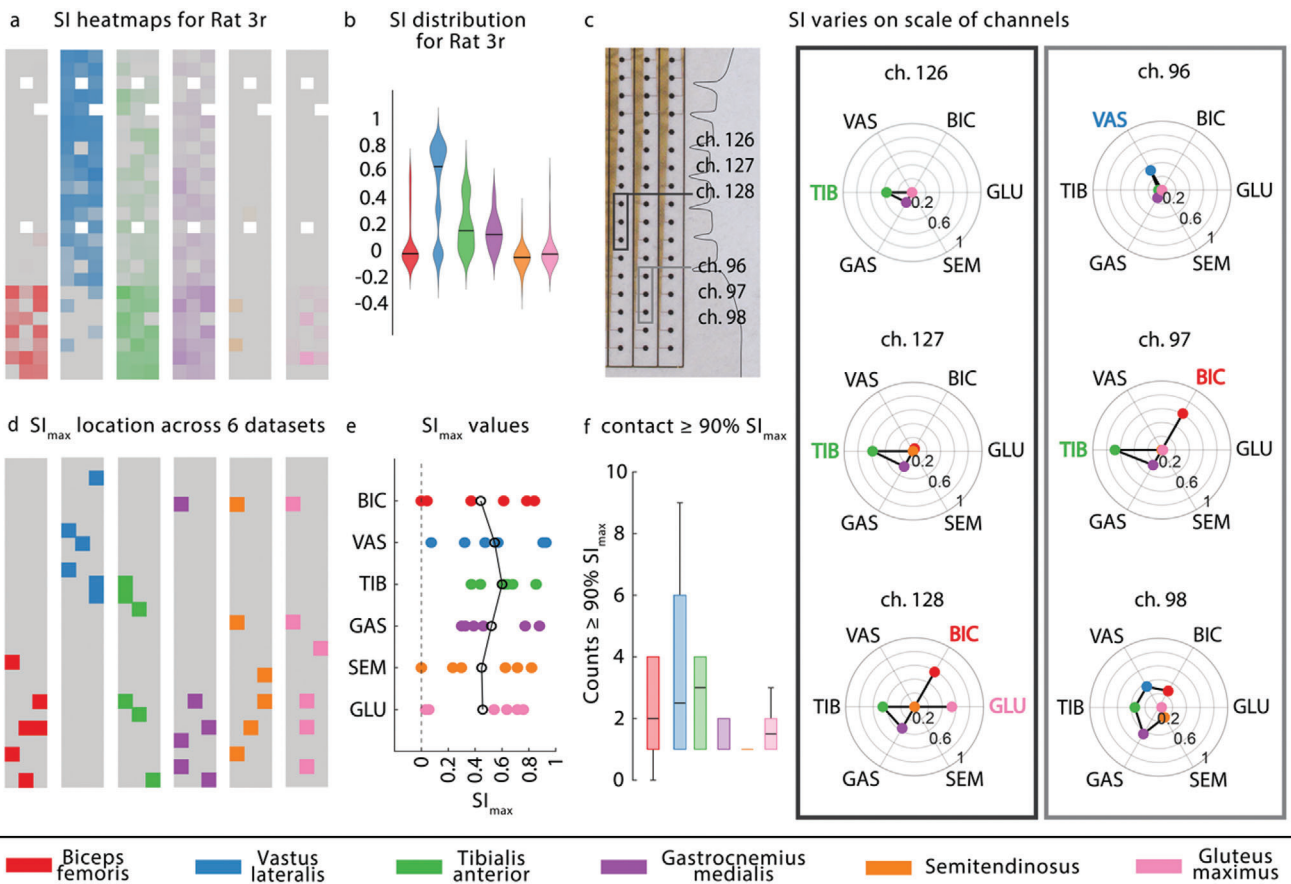 a
SI heatmaps for Rat 3r
b
SI distribution
for Rat 3r
1
0.8
0.6
0.4
0.2
0
-0.2
-0.4
c
SI varies on scale of channels
ch. 126
ch. 127
ch. 128
ch. 96
ch. 97
ch. 98
ch. 126
VAS
BIC
TIB
GLU
GAS
SEM
0.2
0.6
1
ch. 96
VAS
BIC
TIB
GLU
GAS
SEM
0.2
0.6
1
ch. 127
VAS
BIC
TIB
GLU
GAS
SEM
0.2
0.6
1
ch. 97
VAS
BIC
TIB
GLU
GAS
SEM
0.2
0.6
1
ch. 128
VAS
BIC
TIB
GLU
GAS
SEM
0.2
0.6
1
ch. 98
VAS
BIC
TIB
GLU
GAS
SEM
0.2
0.6
1
d
SImax location across 6 datasets
e
SImax values
BIC
VAS
TIB
GAS
SEM
GLU
0
0.2
0.4
0.6
0.8
1
SImax
f
contact ≥ 90% SImax
Counts ≥ 90% SImax
10
8
6
4
2
0
Biceps
femoris
Vastus
lateralis
Tibialis
anterior
Gastrocnemius
medialis
Semitendinosus
Gluteus
maximus